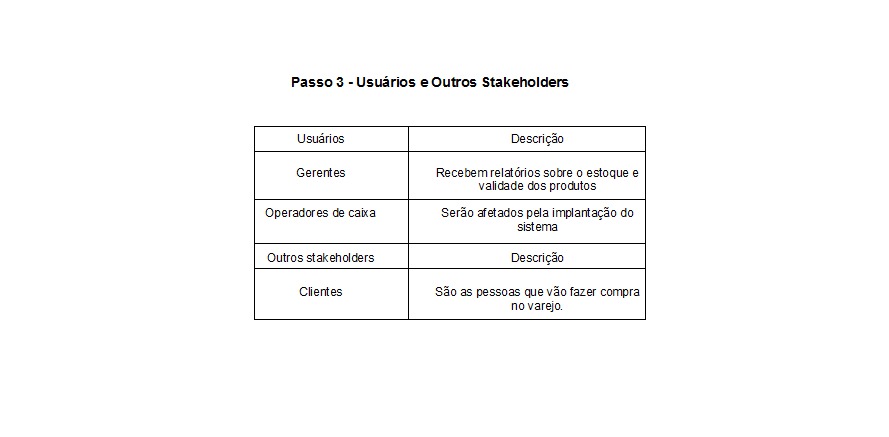 Passo 3 - Usuários e Outros Stakeholders
Usuários
Descrição
Gerentes
Recebem relatórios sobre o estoque e
validade dos produtos
Operadores de caixa
Serão afetados pela implantação do
sistema
Outros stakeholders
Descrição
Clientes
São as pessoas que vão fazer compra
no varejo.